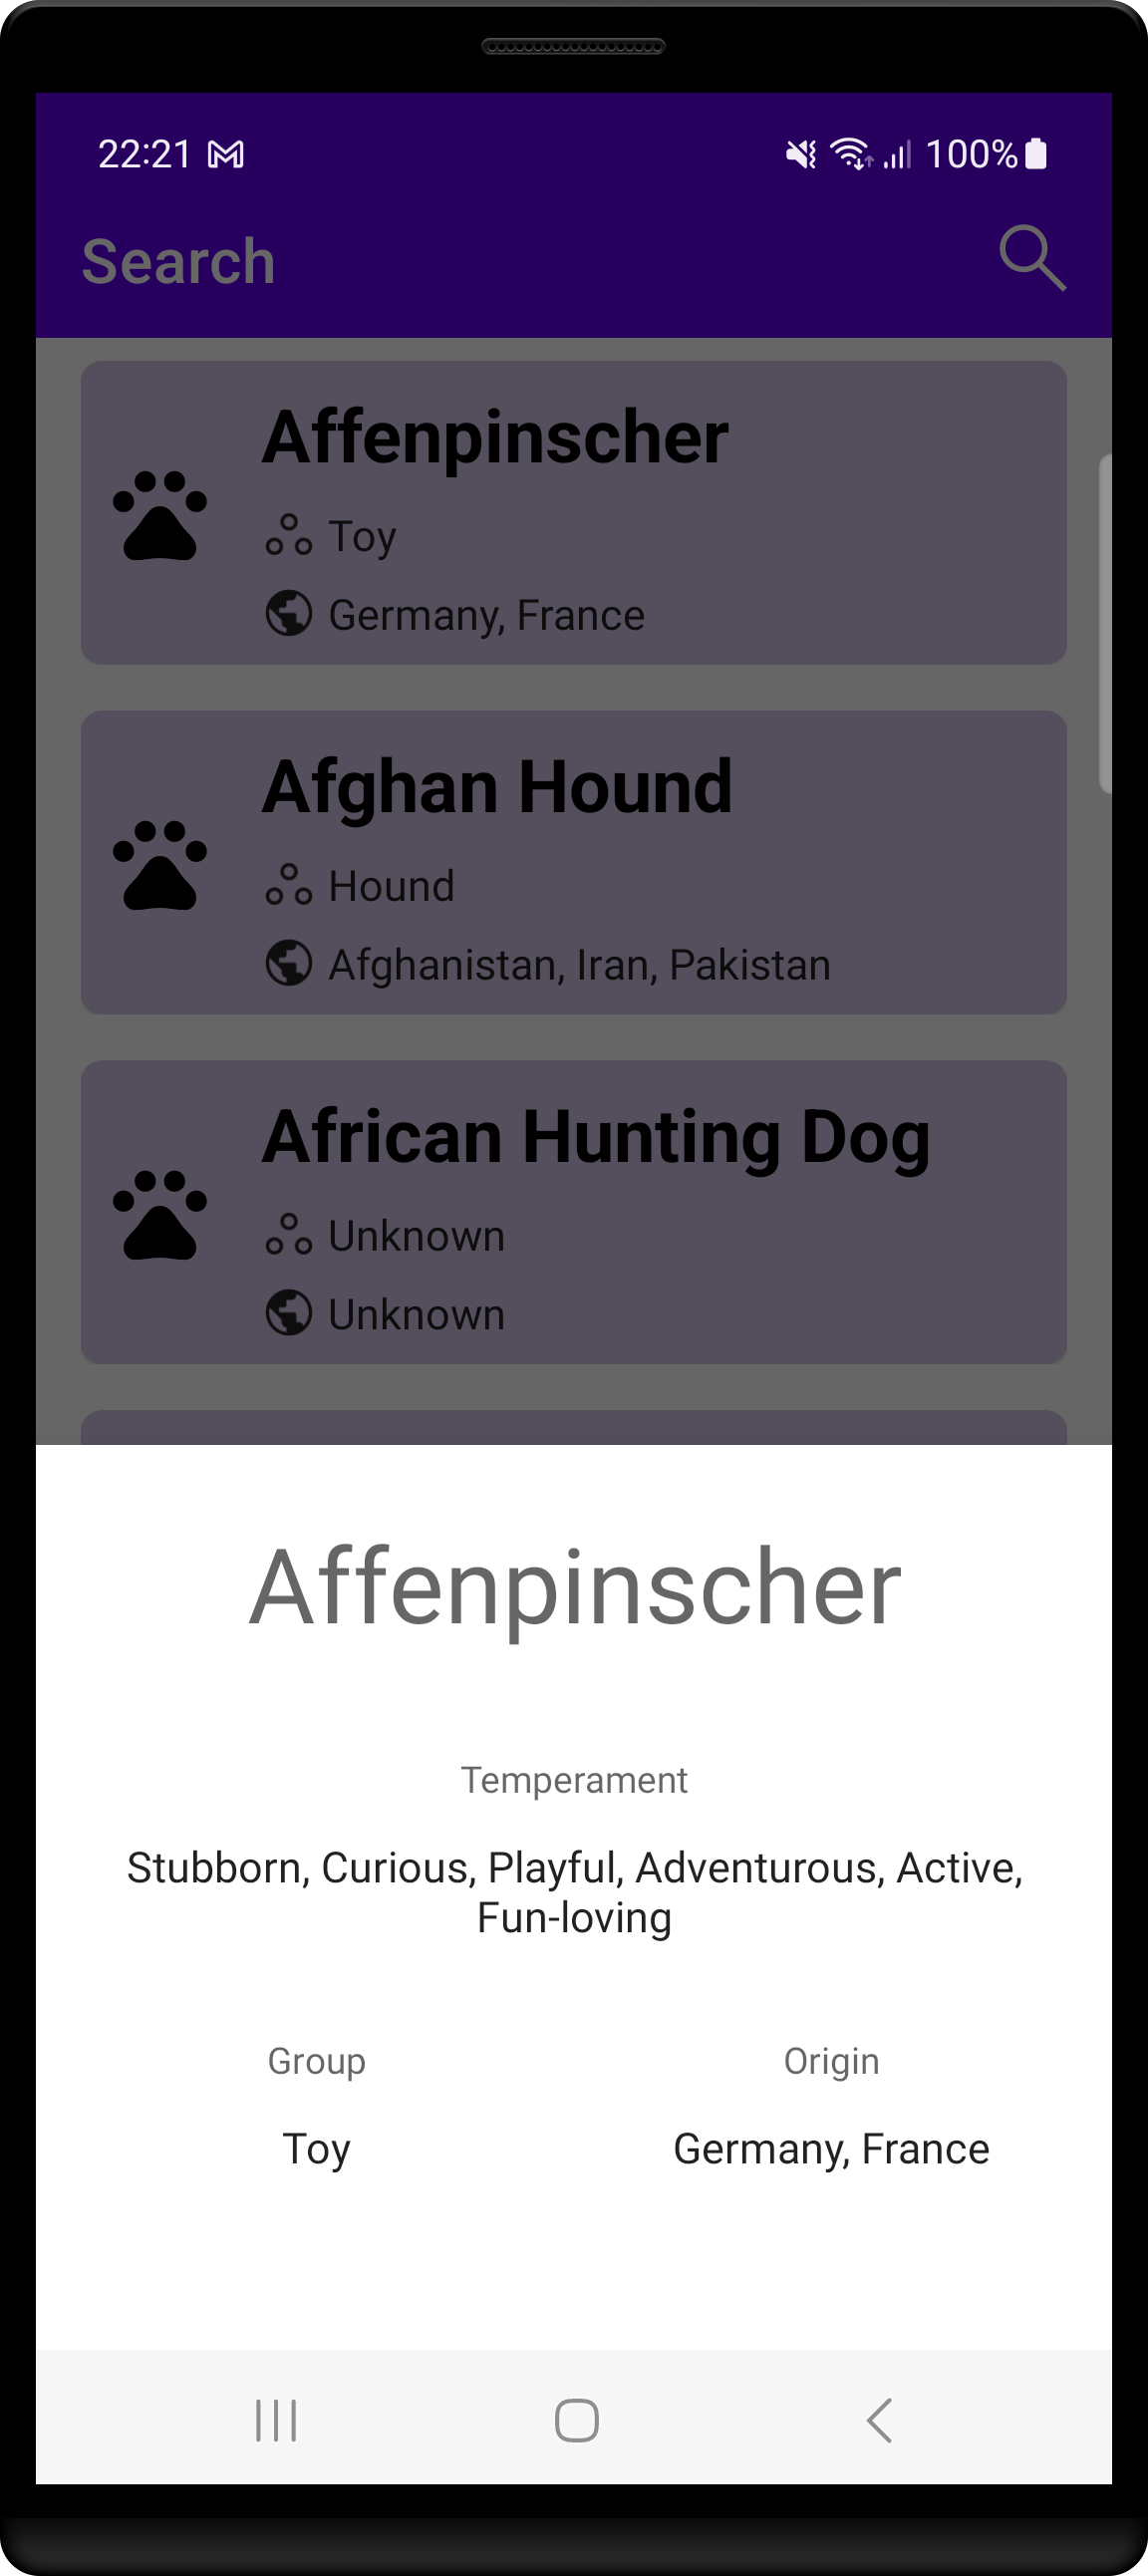 22:21
100%
Search
Affenpinscher
Toy
Germany, France
Afghan Hound
Hound
Afghanistan, Iran, Pakistan
African Hunting Dog
Unknown
Unknown
Affenpinscher
Temperament
Stubborn, Curious, Playful, Adventurous, Active,
Fun-loving
Group
Origin
Toy
Germany, France